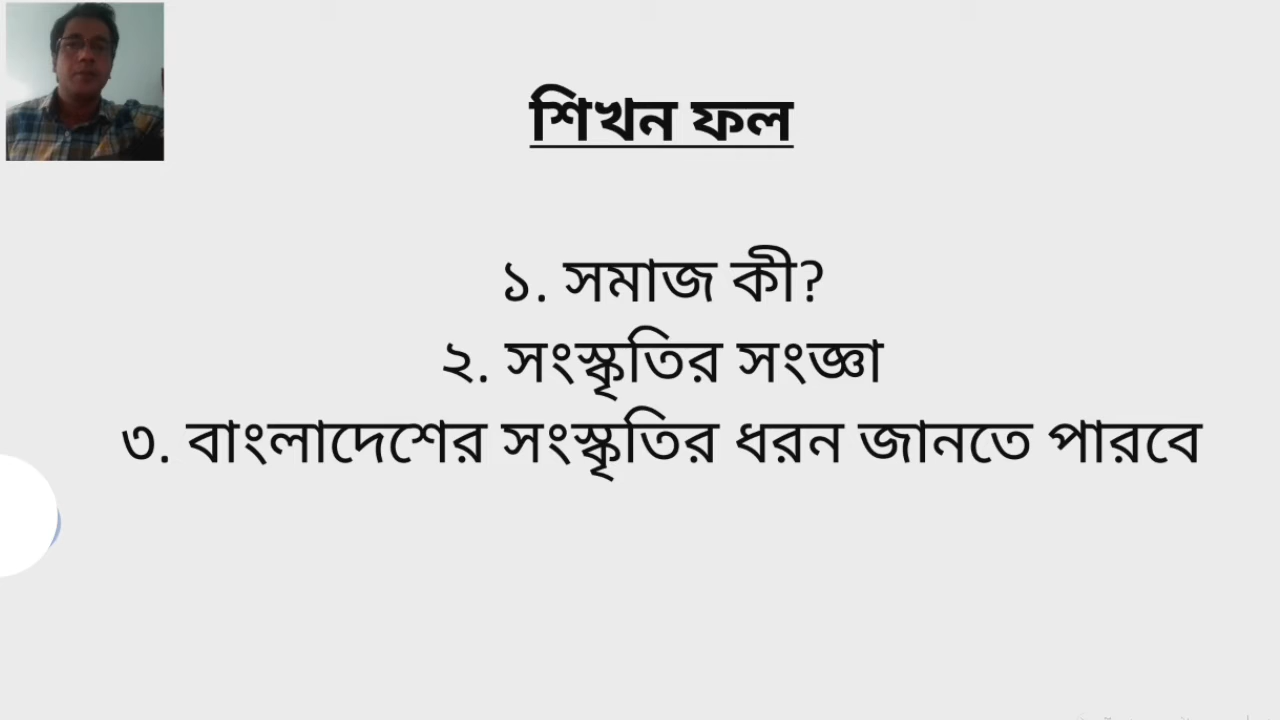 শিখন ফল
১. সমাজ কী?
২. সংস্কৃতির সংজ্ঞা
৩. বাংলাদেশের সংস্কৃতির ধরন জানতে পারবে